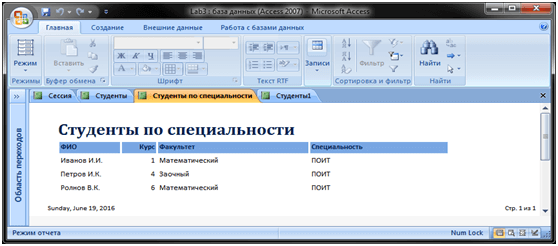 Lab3 : база данных (Access 2007) - Microsoft Access
Главная Создание Внешние данные Работа с базами данных
Режим Вставить Записи Фильтр Найти
Режимы Буфер обмена Шрифт Текст RTF Сортировка и фильтр Найти
Сессия Студенты Студенты по специальности Студенты1
Область переходов
Студенты по специальности
ФИО Курс Факультет Специальность
Иванов И.И. 1 Математический ПОИТ
Петров И.К. 4 Заочный ПОИТ
Ролков В.К. 6 Математический ПОИТ
Sunday, June 19, 2016 Стр. 1 из 1
Режим отчета Num Lock